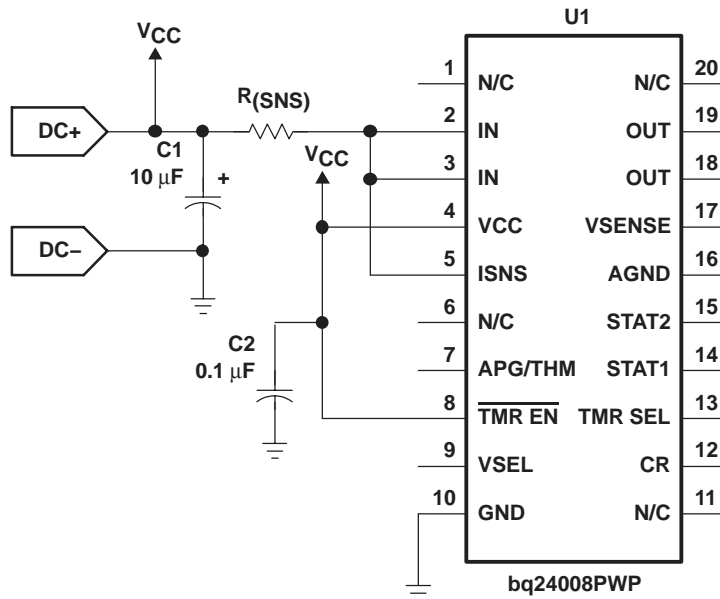 U1
VCC
DC+
C1
10 µF
+
R(SNS)
VCC
DC–
C2
0.1 µF
1 N/C N/C 20
2 IN OUT 19
3 IN OUT 18
4 VCC VSENSE 17
5 ISNS AGND 16
6 N/C STAT2 15
7 APG/THM STAT1 14
8 TMR EN TMR SEL 13
9 VSEL CR 12
10 GND N/C 11
bq24008PWP